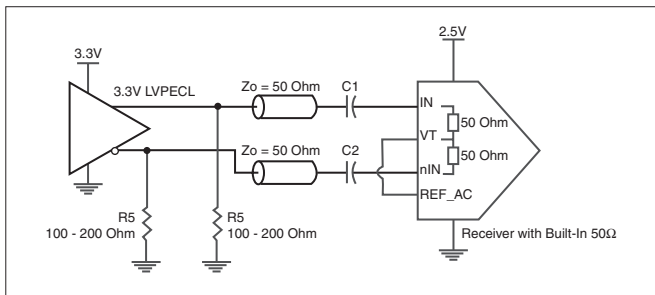 2.5V
3.3V
3.3V LVPECL
Zo = 50 Ohm
C1
IN
50 Ohm
VT
Zo = 50 Ohm
C2
50 Ohm
nIN
REF_AC
R5
100 - 200 Ohm
R5
100 - 200 Ohm
Receiver with Built-In 50Ω